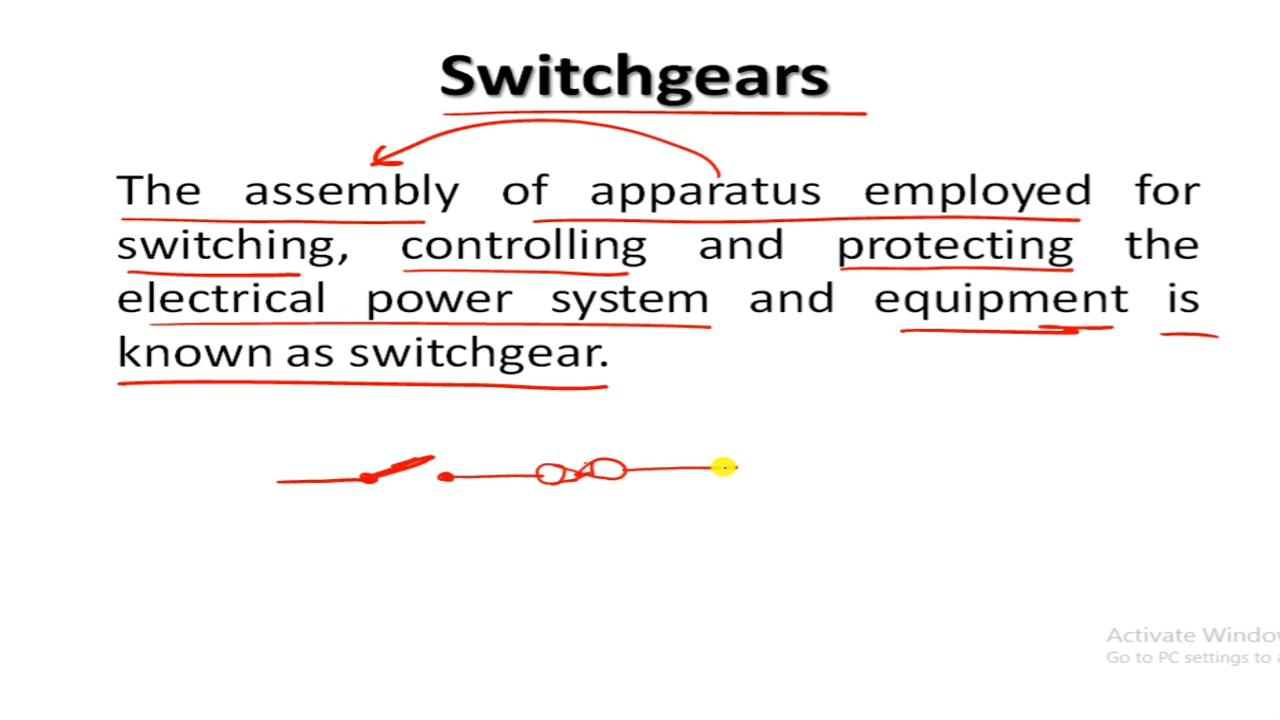 Switchgears
The assembly of apparatus employed for
switching, controlling and protecting the
electrical power system and equipment is
known as switchgear.
Activate Windo
Go to PC settings to a